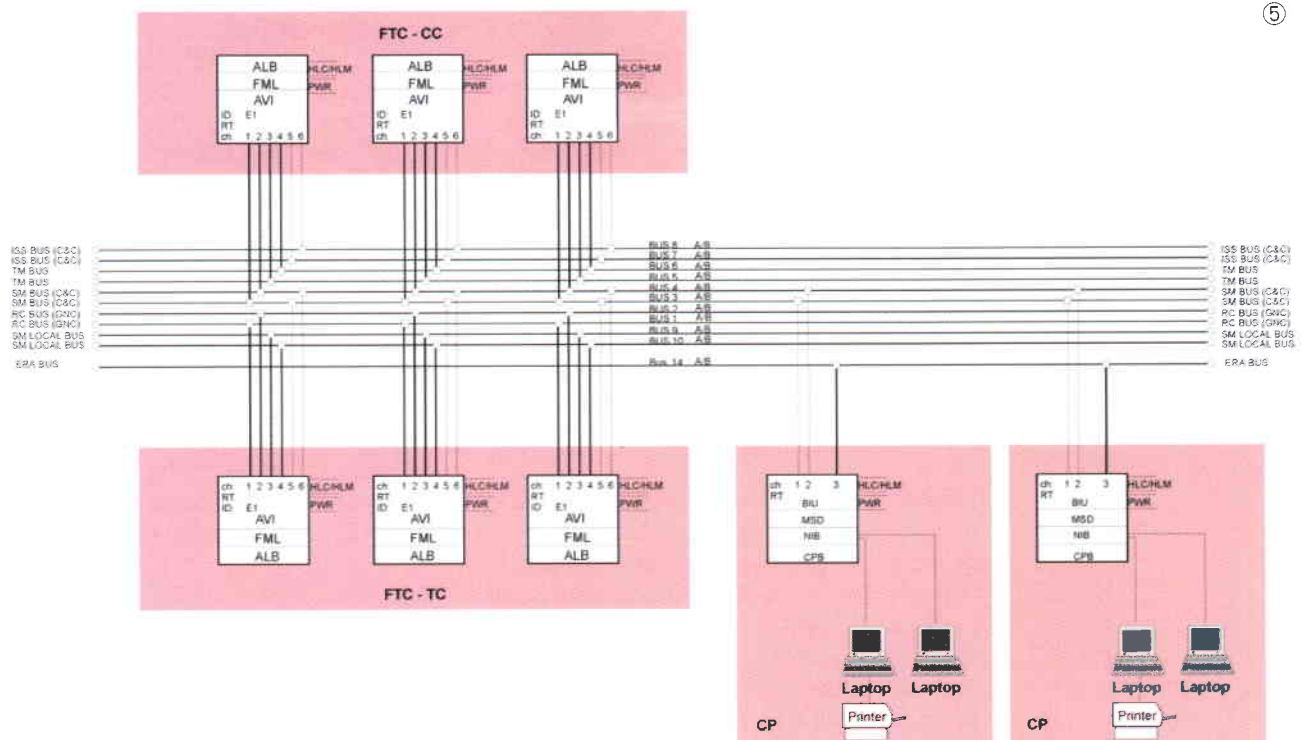 ⑤
FTC - CC
ALB ALB ALB
HLC/HLM HLC/HLM HLC/HLM
FML FML FML
PWR PWR PWR
AVI AVI AVI
ID: E1 ID: E1 ID: E1
RT: RT: RT:
ch: 1 2 3 4 5 6 ch: 1 2 3 4 5 6 ch: 1 2 3 4 5 6
ISS BUS (C&C) BUS 8 A/B ISS BUS (C&C)
ISS BUS (C&C) BUS 7 A/B ISS BUS (C&C)
TM BUS BUS 6 A/B TM BUS
TM BUS BUS 5 A/B TM BUS
SM BUS (C&C) BUS 4 A/B SM BUS (C&C)
SM BUS (C&C) BUS 3 A/B SM BUS (C&C)
RC BUS (GNC) BUS 2 A/B RC BUS (GNC)
RC BUS (GNC) BUS 1 A/B RC BUS (GNC)
SM LOCAL BUS BUS 9 A/B SM LOCAL BUS
SM LOCAL BUS BUS 10 A/B SM LOCAL BUS
ERA BUS Bus 14 A/B ERA BUS
ch: 1 2 3 4 5 6 HLC/HLM ch: 1 2 3 4 5 6 HLC/HLM ch: 1 2 3 4 5 6 HLC/HLM
RT: RT: RT:
ID: E1 PWR ID: E1 PWR ID: E1 PWR
AVI AVI AVI
FML FML FML
ALB ALB ALB
FTC - TC
ch: 1 2 3 HLC/HLM
RT:
BIU PWR
MSD
NIB
CPB
Laptop Laptop
Printer
CP
ch: 1 2 3 HLC/HLM
RT:
BIU PWR
MSD
NIB
CPB
Laptop Laptop
Printer
CP